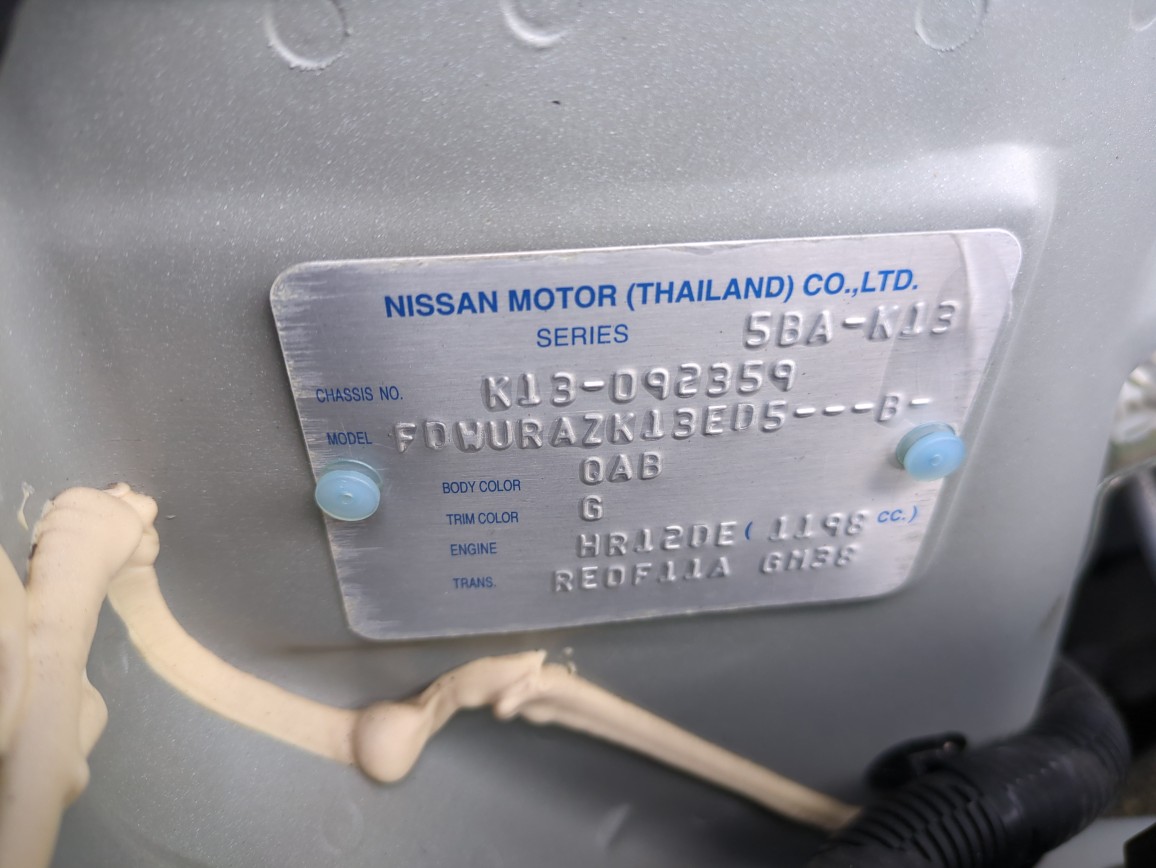 NISSAN MOTOR (THAILAND) CO.,LTD.
SERIES 5BA-K13
CHASSIS NO. K13-092359
MODEL FDWURAZK13ED5---B-
BODY COLOR QAB
TRIM COLOR G
ENGINE HR12DE ( 1198 CC.)
TRANS. RE0F11A GH38